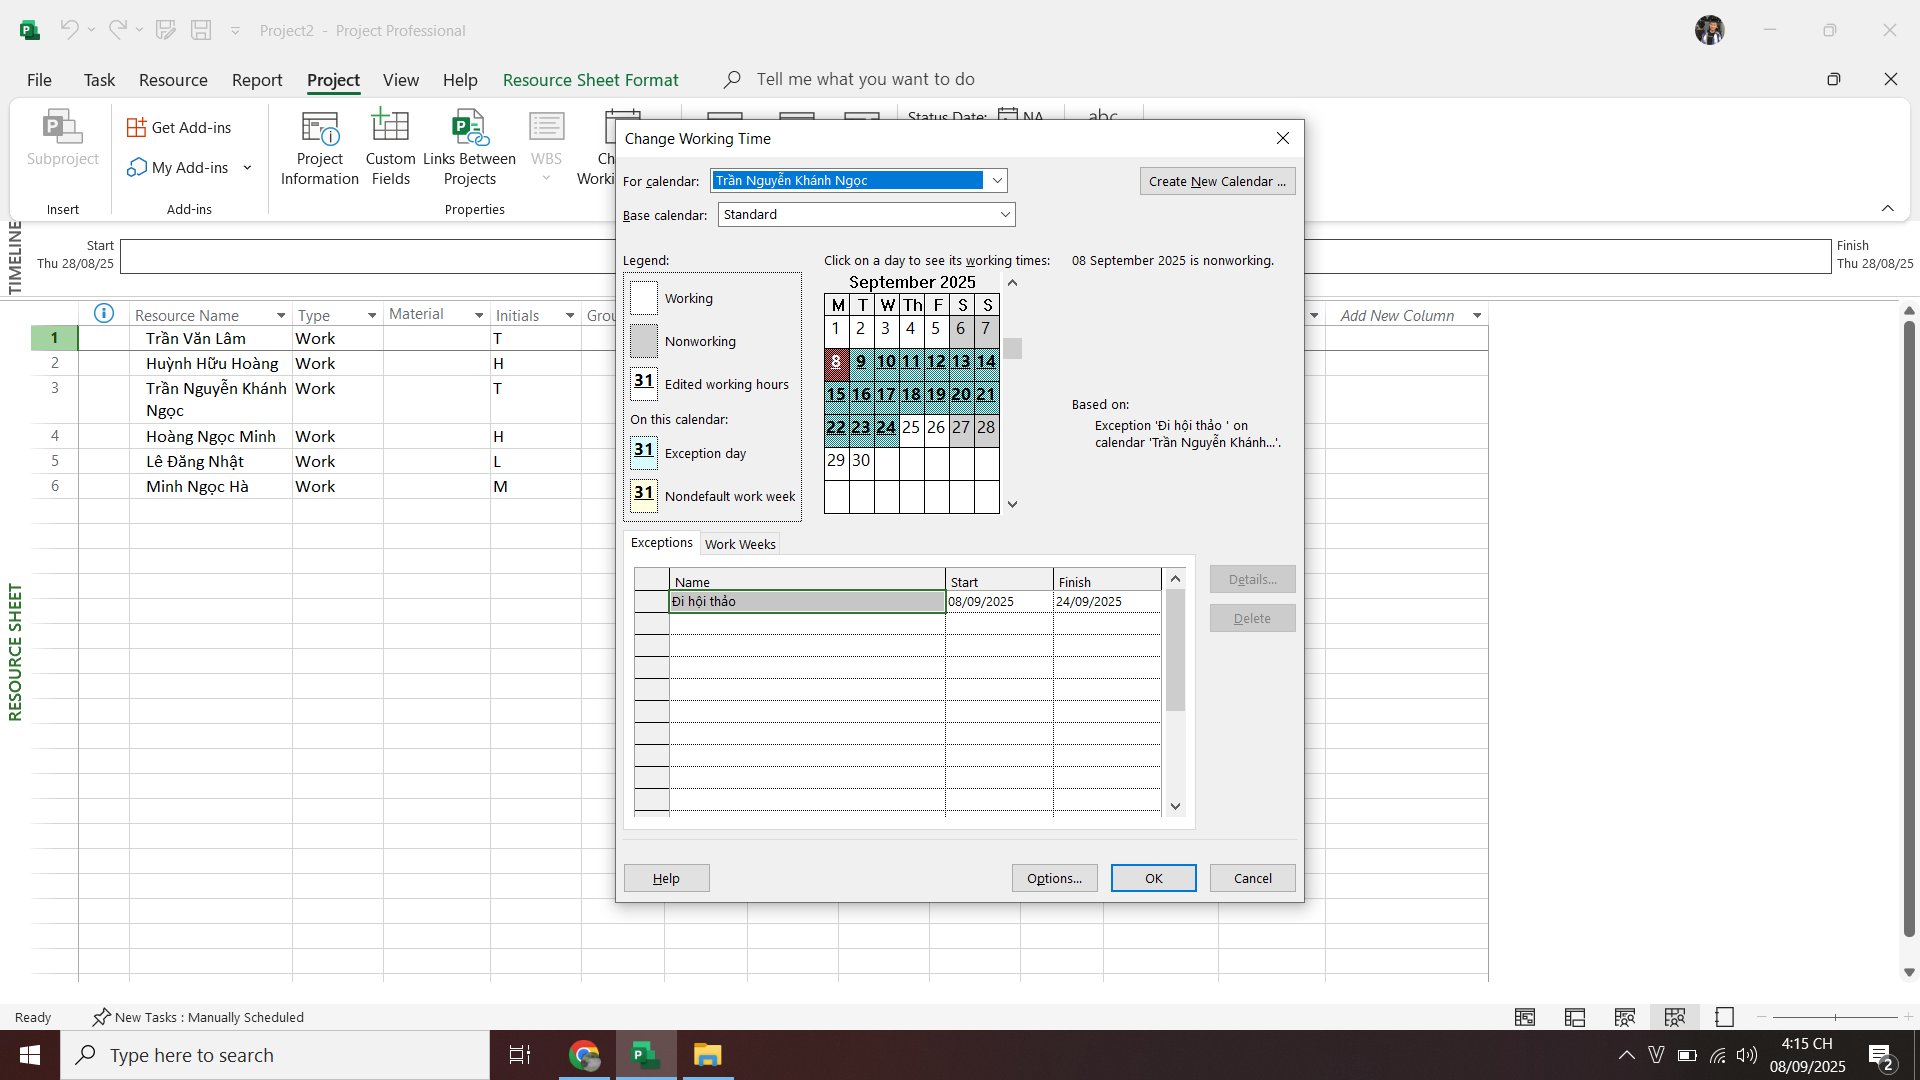 Project2 - Project Professional
File Task Resource Report Project View Help Resource Sheet Format Tell me what you want to do
Subproject
Insert
Get Add-ins
My Add-ins
Add-ins
Project
Information
Custom
Fields
Links Between
Projects
WBS
Ch
Worki
Properties
Status Date: NA
abc
TIMELINE
Start
Thu 28/08/25
Finish
Thu 28/08/25
RESOURCE SHEET
Resource Name Type Material Initials Grou Add New Column
1 Trần Văn Lâm Work T
2 Huỳnh Hữu Hoàng Work H
3 Trần Nguyễn Khánh Work T
Ngọc
4 Hoàng Ngọc Minh Work H
5 Lê Đăng Nhật Work L
6 Minh Ngọc Hà Work M
Change Working Time
For calendar: Trần Nguyễn Khánh Ngọc
Create New Calendar ...
Base calendar: Standard
Legend:
Working
Nonworking
31 Edited working hours
On this calendar:
31 Exception day
31 Nondefault work week
Click on a day to see its working times:
September 2025
M T W Th F S S
1 2 3 4 5 6 7
8 9 10 11 12 13 14
15 16 17 18 19 20 21
22 23 24 25 26 27 28
29 30
08 September 2025 is nonworking.
Based on:
Exception 'Đi hội thảo ' on
calendar 'Trần Nguyễn Khánh...'.
Exceptions Work Weeks
Name Start Finish
Đi hội thảo 08/09/2025 24/09/2025
Details...
Delete
Help Options... OK Cancel
Ready New Tasks : Manually Scheduled
Type here to search
V
4:15 CH
08/09/2025
2